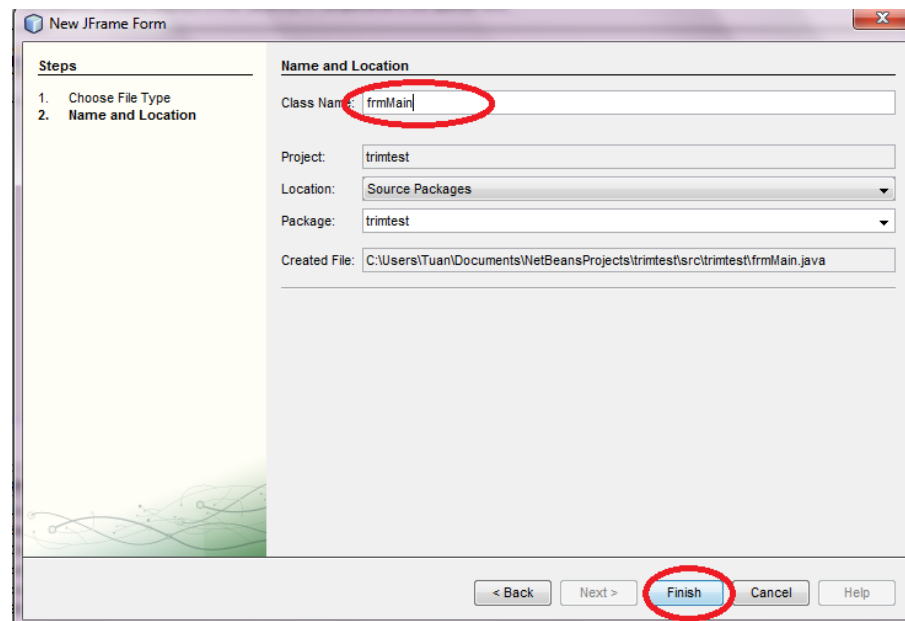 New JFrame Form
Steps
1. Choose File Type
2. Name and Location
Name and Location
Class Name: frmMain
Project: trimtest
Location: Source Packages
Package: trimtest
Created File: C:\Users\Tuan\Documents\NetBeansProjects\trimtest\src\trimtest\frmMain.java
< Back Next > Finish Cancel Help